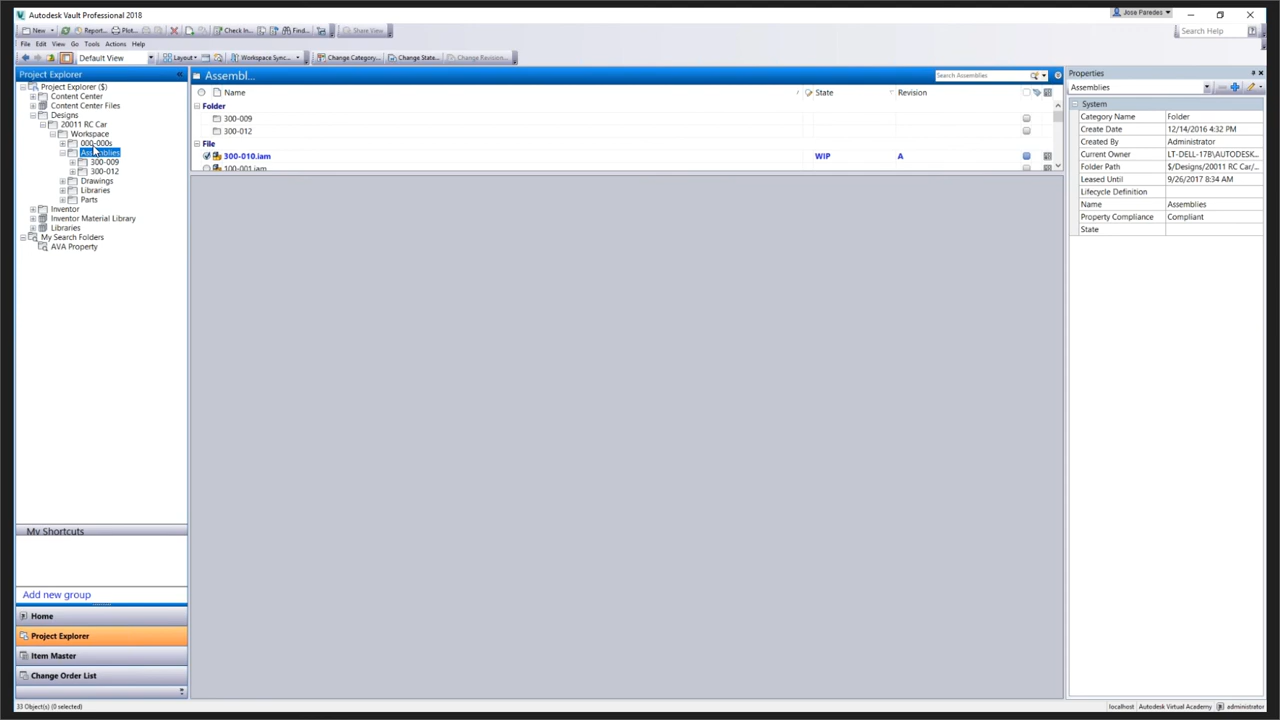 Autodesk Vault Professional 2018
Jose Paredes
New Report... Plot... Check In... Find... Share View
Search Help
File Edit View Go Tools Actions Help
Default View Layout Workspace Sync... Change Category... Change State... Change Revision...
Project Explorer
Project Explorer ($)
Content Center
Content Center Files
Designs
20011 RC Car
Workspace
000-000s
Assemblies
300-009
300-012
Drawings
Libraries
Parts
Inventor
Inventor Material Library
Libraries
My Search Folders
AVA Property
My Shortcuts
Add new group
Home
Project Explorer
Item Master
Change Order List
33 Object(s) (0 selected)
Assembl...
Search Assemblies
Name State Revision
Folder
300-009
300-012
File
300-010.iam WIP A
100-001.iam
Properties
Assemblies
System
Category Name Folder
Create Date 12/14/2016 4:32 PM
Created By Administrator
Current Owner LT-DELL-17B\AUTODESK...
Folder Path $/Designs/20011 RC Car/...
Leased Until 9/26/2017 8:34 AM
Lifecycle Definition
Name Assemblies
Property Compliance Compliant
State
localhost Autodesk Virtual Academy administrator